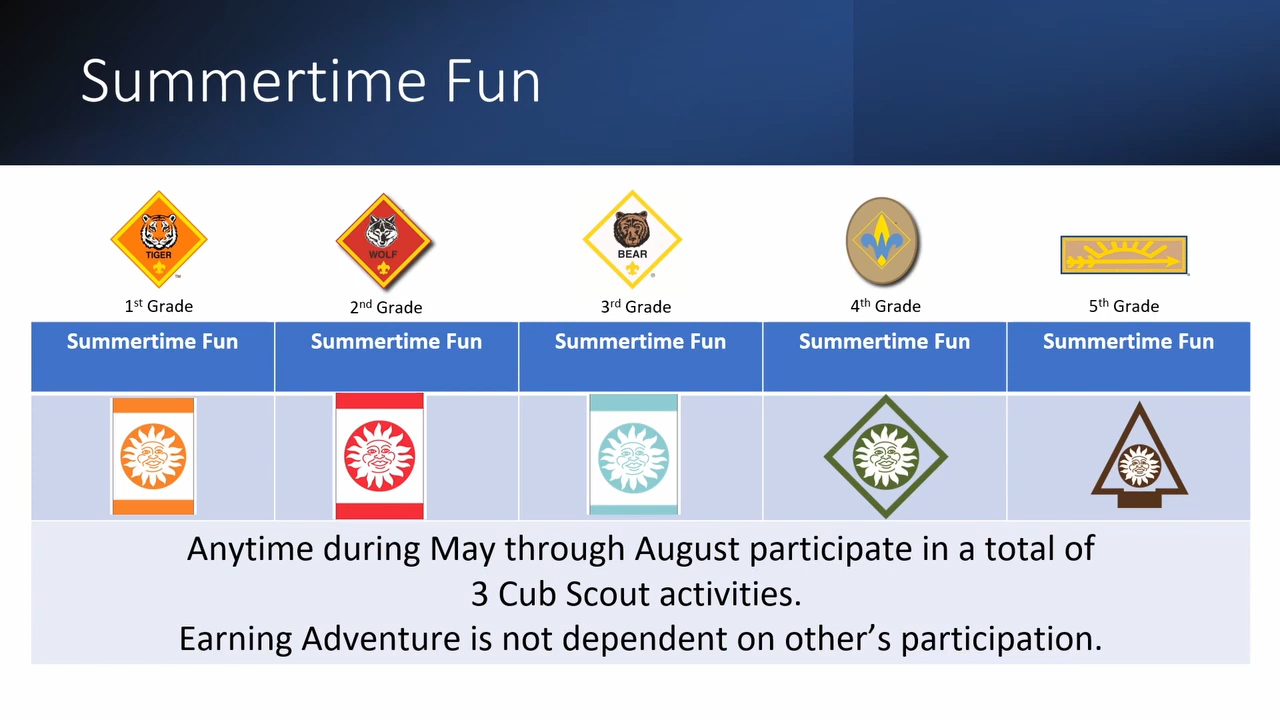 Summertime Fun
TIGER
™
WOLF
BEAR
®
1st Grade
2nd Grade
3rd Grade
4th Grade
5th Grade
Summertime Fun
Summertime Fun
Summertime Fun
Summertime Fun
Summertime Fun
Anytime during May through August participate in a total of
3 Cub Scout activities.
Earning Adventure is not dependent on other’s participation.